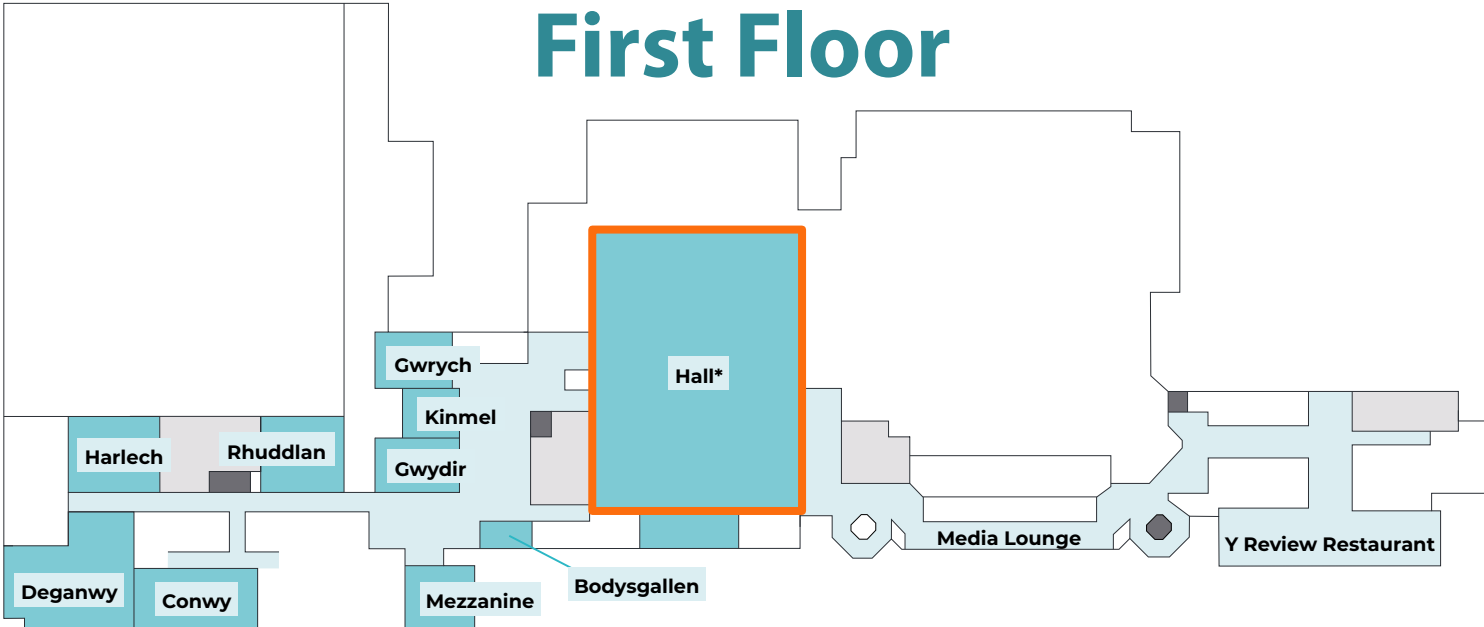 First Floor
Gwrych
Hall*
Kinmel
Harlech
Rhuddlan
Gwydir
Media Lounge
Y Review Restaurant
Deganwy
Conwy
Mezzanine
Bodysgallen